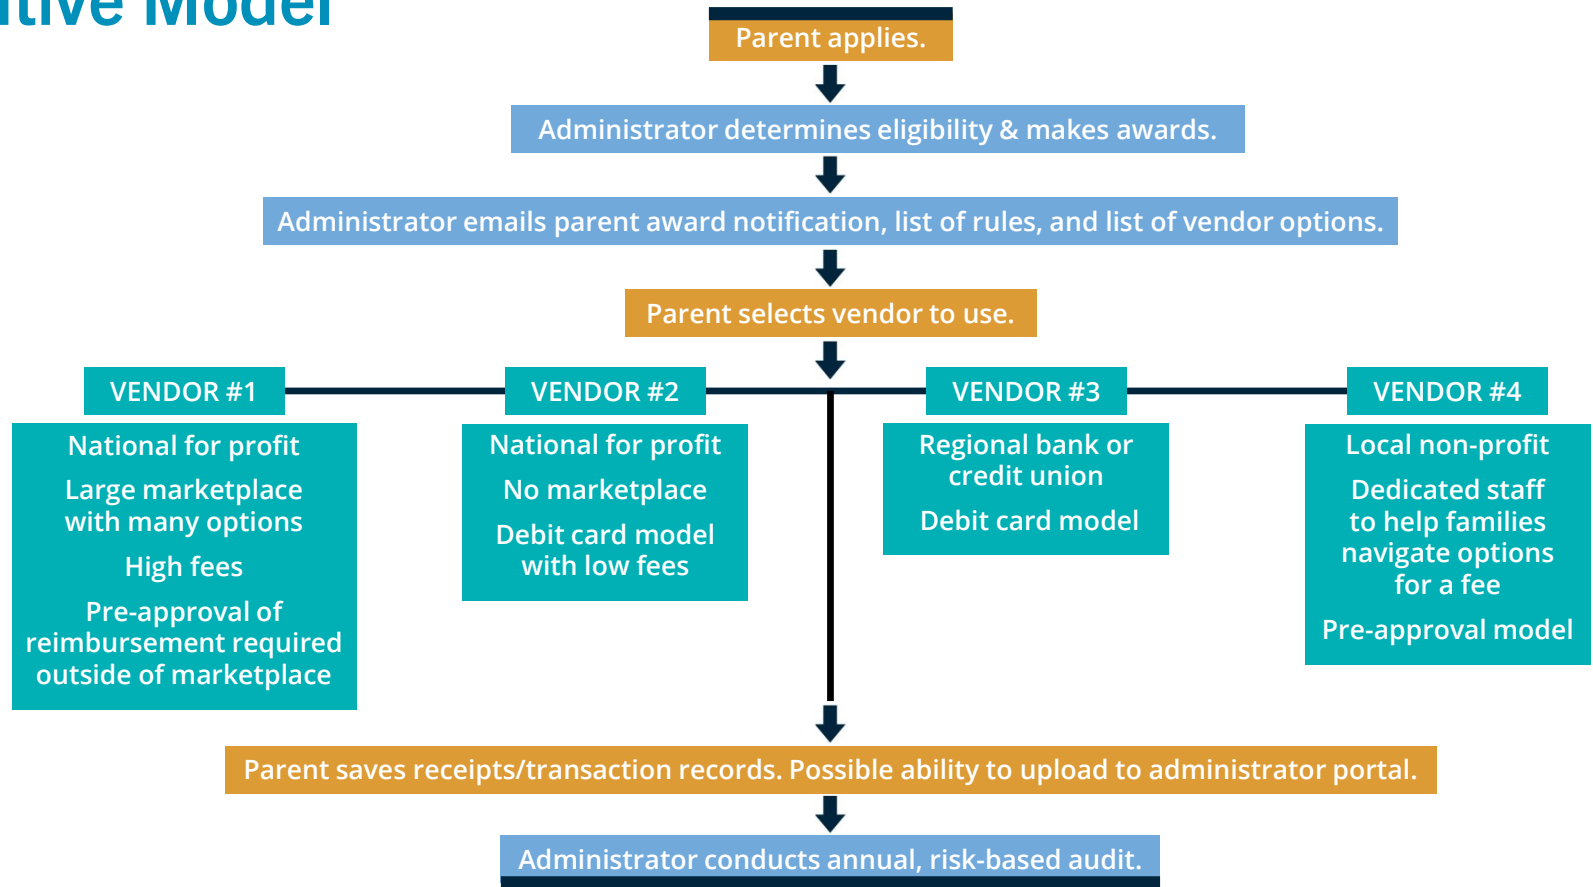 Model
Parent applies.
Administrator determines eligibility & makes awards.
Administrator emails parent award notification, list of rules, and list of vendor options.
Parent selects vendor to use.
VENDOR #1
National for profit
Large marketplace
with many options
High fees
Pre-approval of
reimbursement required
outside of marketplace
VENDOR #2
National for profit
No marketplace
Debit card model
with low fees
VENDOR #3
Regional bank or
credit union
Debit card model
VENDOR #4
Local non-profit
Dedicated staff
to help families
navigate options
for a fee
Pre-approval model
Parent saves receipts/transaction records. Possible ability to upload to administrator portal.
Administrator conducts annual, risk-based audit.